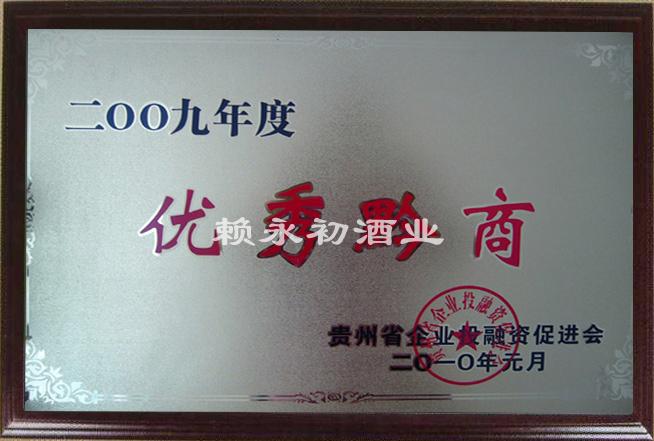 二OO九年度
优秀黔商
赖永初酒业
贵州省企业投融资促进会
二O一O年元月